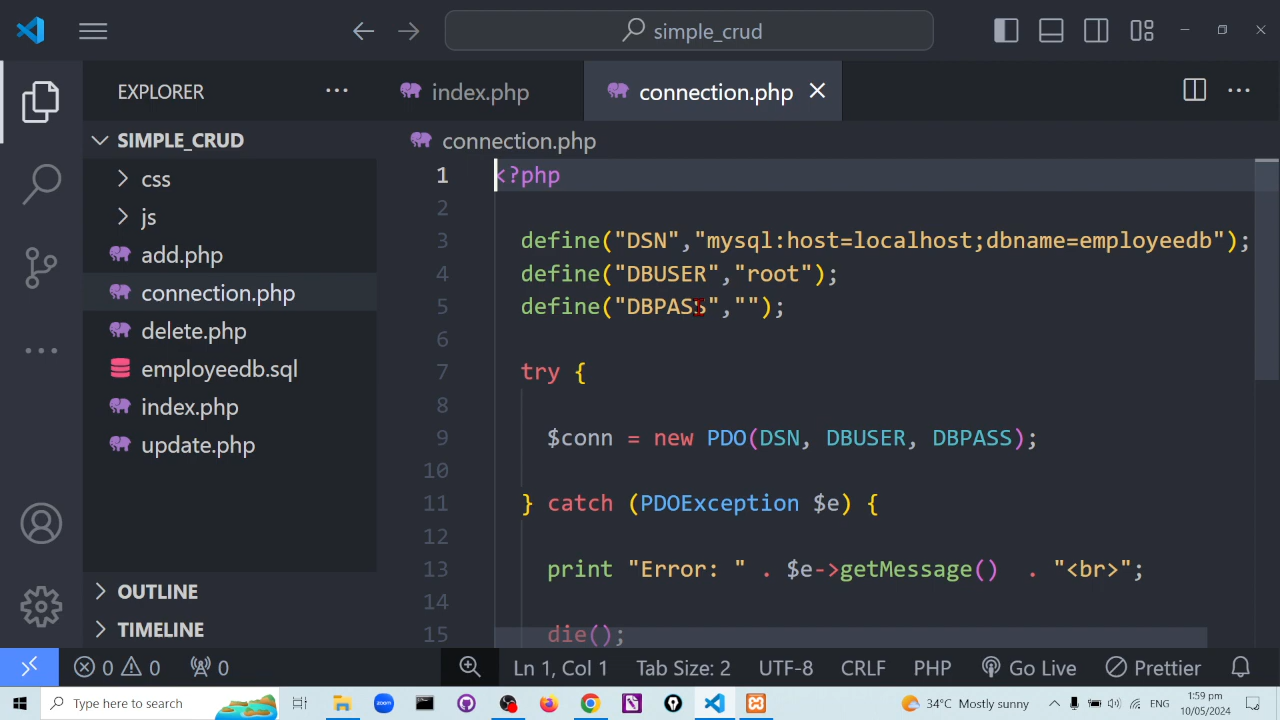 simple_crud
EXPLORER
index.php
connection.php
SIMPLE_CRUD
css
js
add.php
connection.php
delete.php
employeedb.sql
index.php
update.php
OUTLINE
TIMELINE
connection.php
1 <?php
2
3 define("DSN","mysql:host=localhost;dbname=employeedb");
4 define("DBUSER","root");
5 define("DBPASS","");
6
7 try {
8
9 $conn = new PDO(DSN, DBUSER, DBPASS);
10
11 } catch (PDOException $e) {
12
13 print "Error: " . $e->getMessage()  . "<br>";
14
15 die();
0 0 0
Ln 1, Col 1 Tab Size: 2 UTF-8 CRLF PHP Go Live Prettier
Type here to search
zoom
34°C Mostly sunny
ENG
1:59 pm
10/05/2024